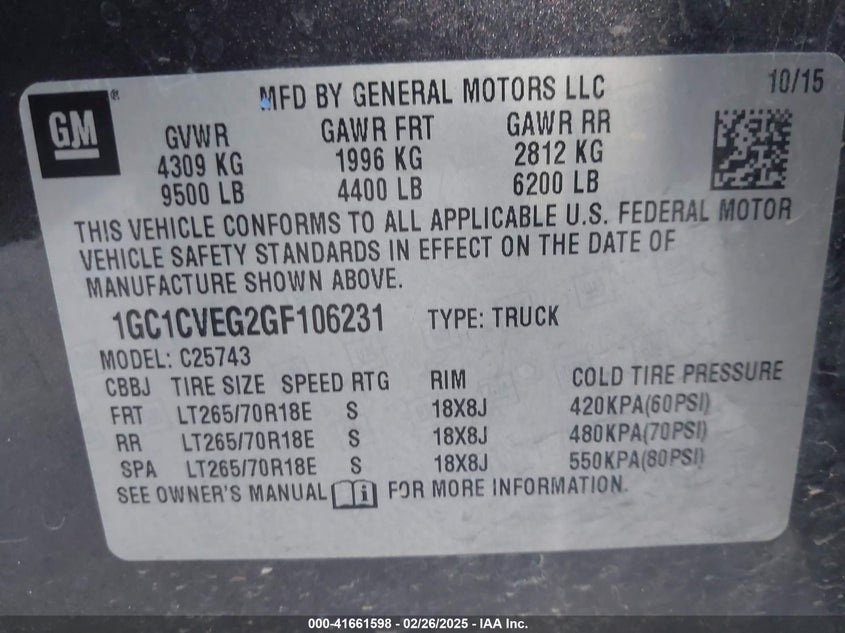 MFD BY GENERAL MOTORS LLC 10/15
GM®
GVWR GAWR FRT GAWR RR
4309 KG 1996 KG 2812 KG
9500 LB 4400 LB 6200 LB
THIS VEHICLE CONFORMS TO ALL APPLICABLE U.S. FEDERAL MOTOR
VEHICLE SAFETY STANDARDS IN EFFECT ON THE DATE OF
MANUFACTURE SHOWN ABOVE.
1GC1CVEG2GF106231 TYPE: TRUCK
MODEL: C25743
CBBJ TIRE SIZE SPEED RTG RIM COLD TIRE PRESSURE
FRT LT265/70R18E S 18X8J 420KPA(60PSI)
RR LT265/70R18E S 18X8J 480KPA(70PSI)
SPA LT265/70R18E S 18X8J 550KPA(80PSI)
SEE OWNER'S MANUAL i FOR MORE INFORMATION.
000-41661598 - 02/26/2025 - IAA Inc.